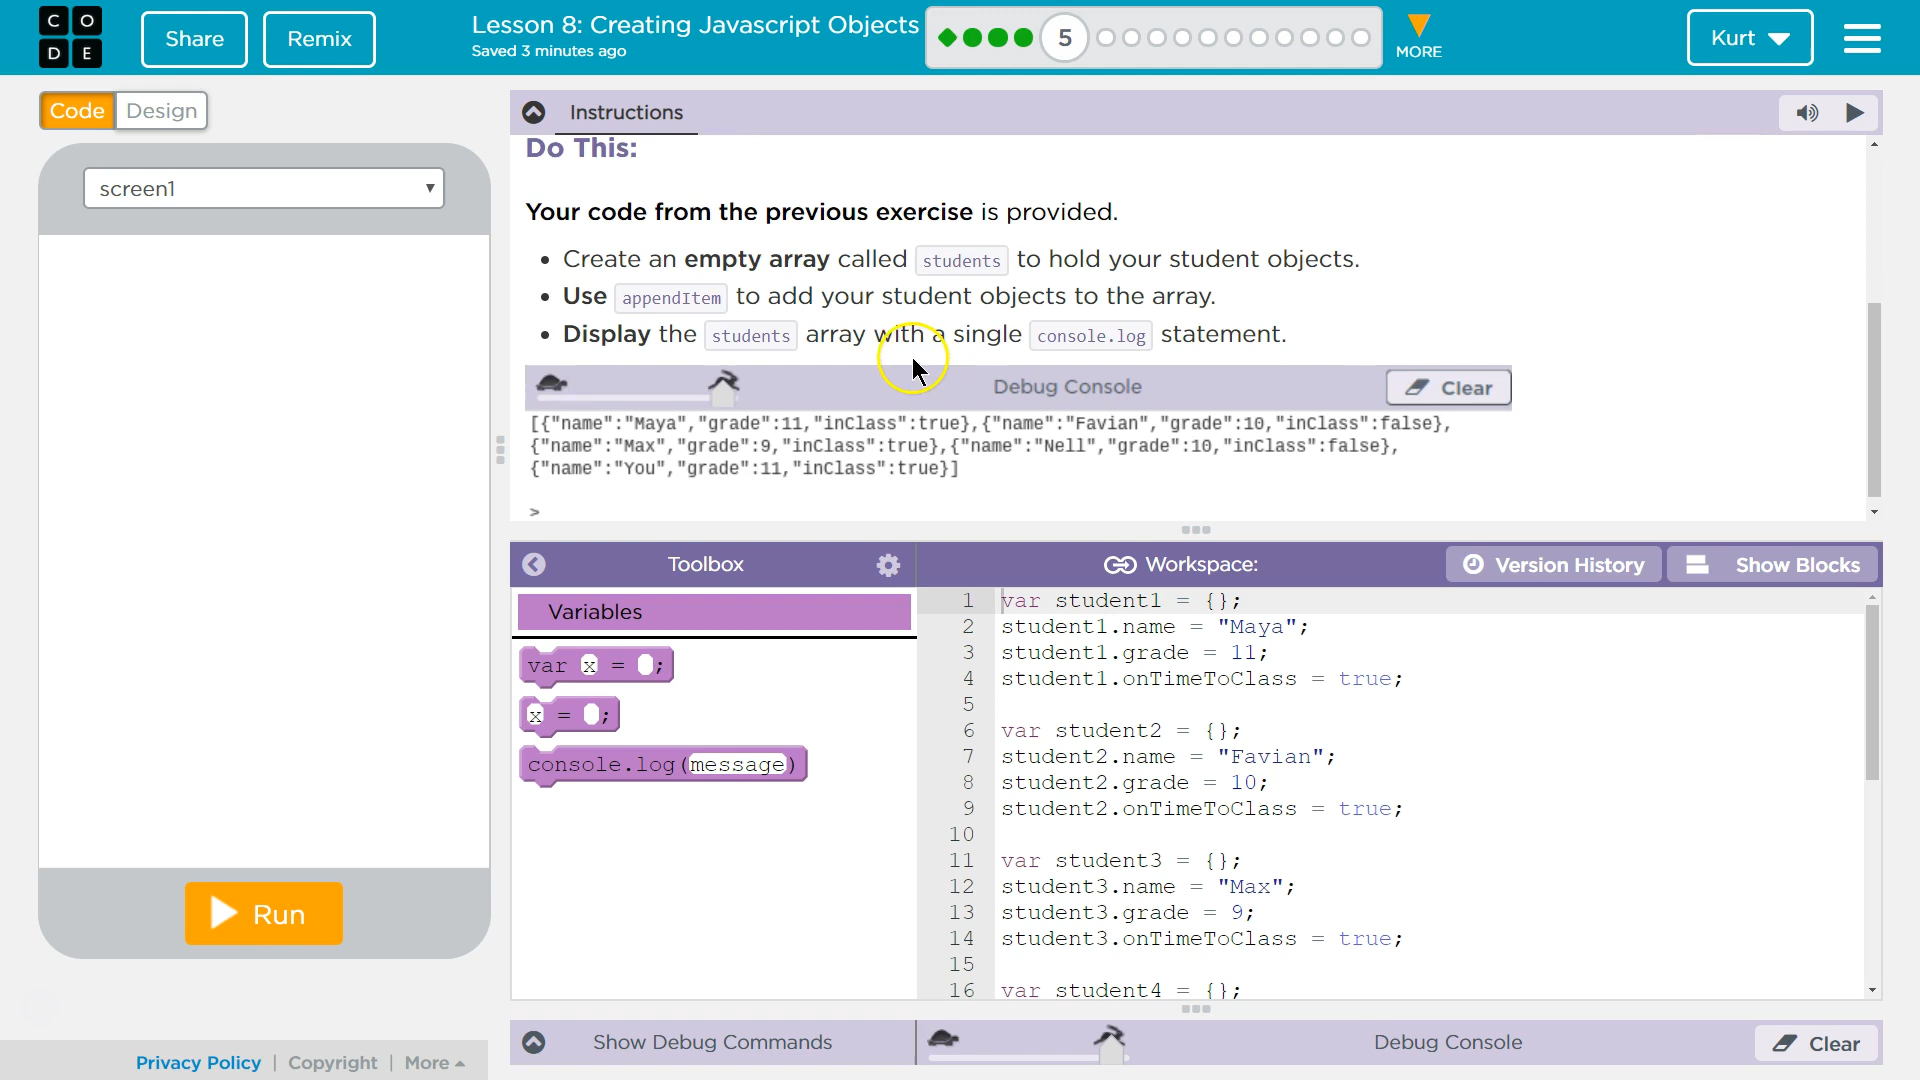 CODE
Share
Remix
Lesson 8: Creating Javascript Objects
Saved 3 minutes ago
5
MORE
Kurt
Code
Design
screen1
Run
Instructions
Do This:
Your code from the previous exercise is provided.
Create an empty array called students to hold your student objects.
Use appendItem to add your student objects to the array.
Display the students array with a single console.log statement.
Debug Console
Clear
[{"name":"Maya","grade":11,"inClass":true},{"name":"Favian","grade":10,"inClass":false},
{"name":"Max","grade":9,"inClass":true},{"name":"Nell","grade":10,"inClass":false},
{"name":"You","grade":11,"inClass":true}]
>
Toolbox
Workspace:
Version History
Show Blocks
Variables
var x = ;
x = ;
console.log(message)
1 var student1 = {};
2 student1.name = "Maya";
3 student1.grade = 11;
4 student1.onTimeToClass = true;
5
6 var student2 = {};
7 student2.name = "Favian";
8 student2.grade = 10;
9 student2.onTimeToClass = true;
10
11 var student3 = {};
12 student3.name = "Max";
13 student3.grade = 9;
14 student3.onTimeToClass = true;
15
16 var student4 = {};
Show Debug Commands
Debug Console
Clear
Privacy Policy | Copyright | More